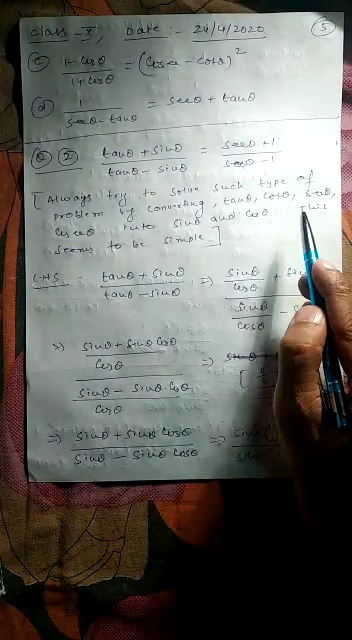 Class - X, Date :- 24/4/2020 (5)
(c) (1 - cosθ)/(1 + cosθ) = (cosecθ - cotθ)²
(d) 1/(secθ - tanθ) = secθ + tanθ
Q (2) (tanθ + sinθ)/(tanθ - sinθ) = (secθ + 1)/(secθ - 1)
[Always try to solve such type of
problem by converting, tanθ, cotθ, secθ,
cosecθ into sinθ and cosθ. This
seems to be simple]
LHS - (tanθ + sinθ)/(tanθ - sinθ) ⇒ (sinθ/cosθ +)/(sinθ/cosθ -)
⇒ ((sinθ + sinθ cosθ)/cosθ)/((sinθ - sinθ cosθ)/cosθ) ⇒
⇒ (sinθ + sinθ cosθ)/(sinθ - sinθ cosθ) ⇒